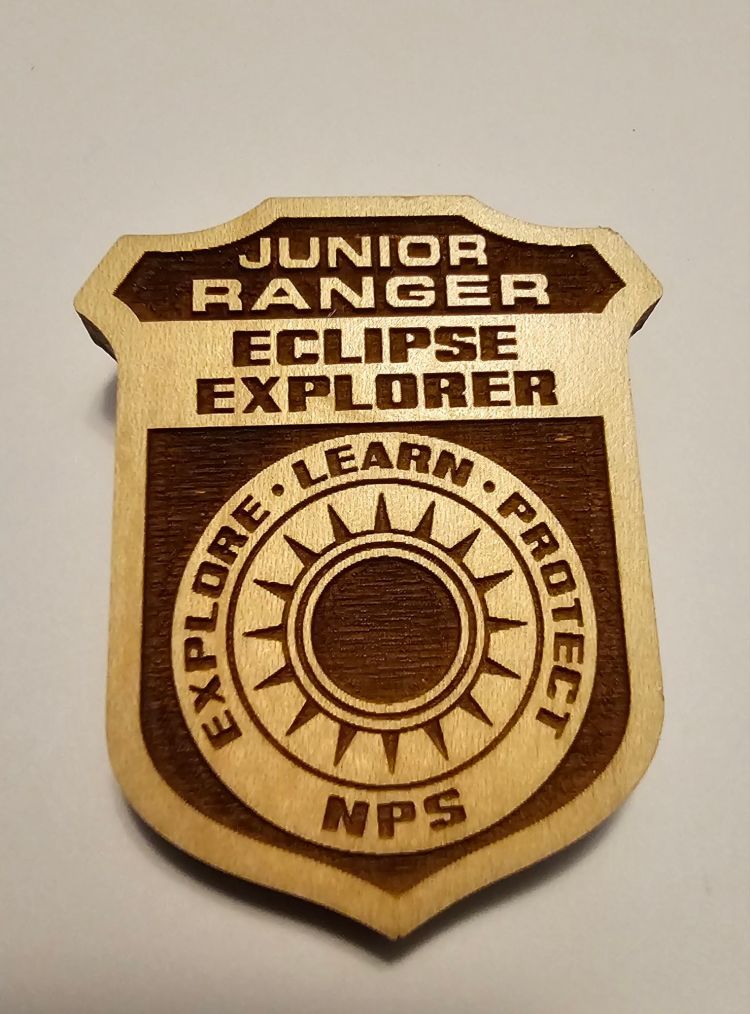 JUNIOR
RANGER
ECLIPSE
EXPLORER
EXPLORE · LEARN · PROTECT
NPS